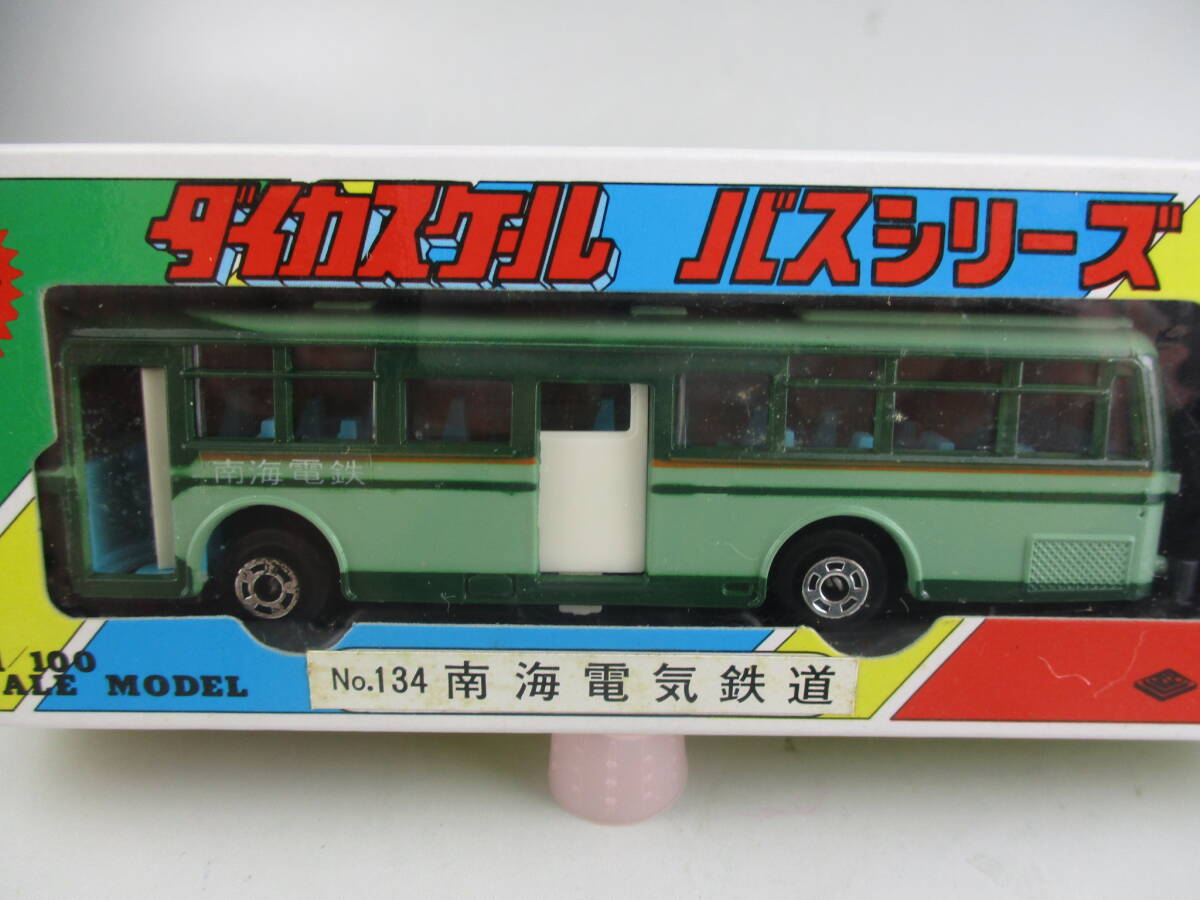 ダイカスケール バスシリーズ
南海電鉄
1/100
ALE MODEL
No.134 南海電気鉄道